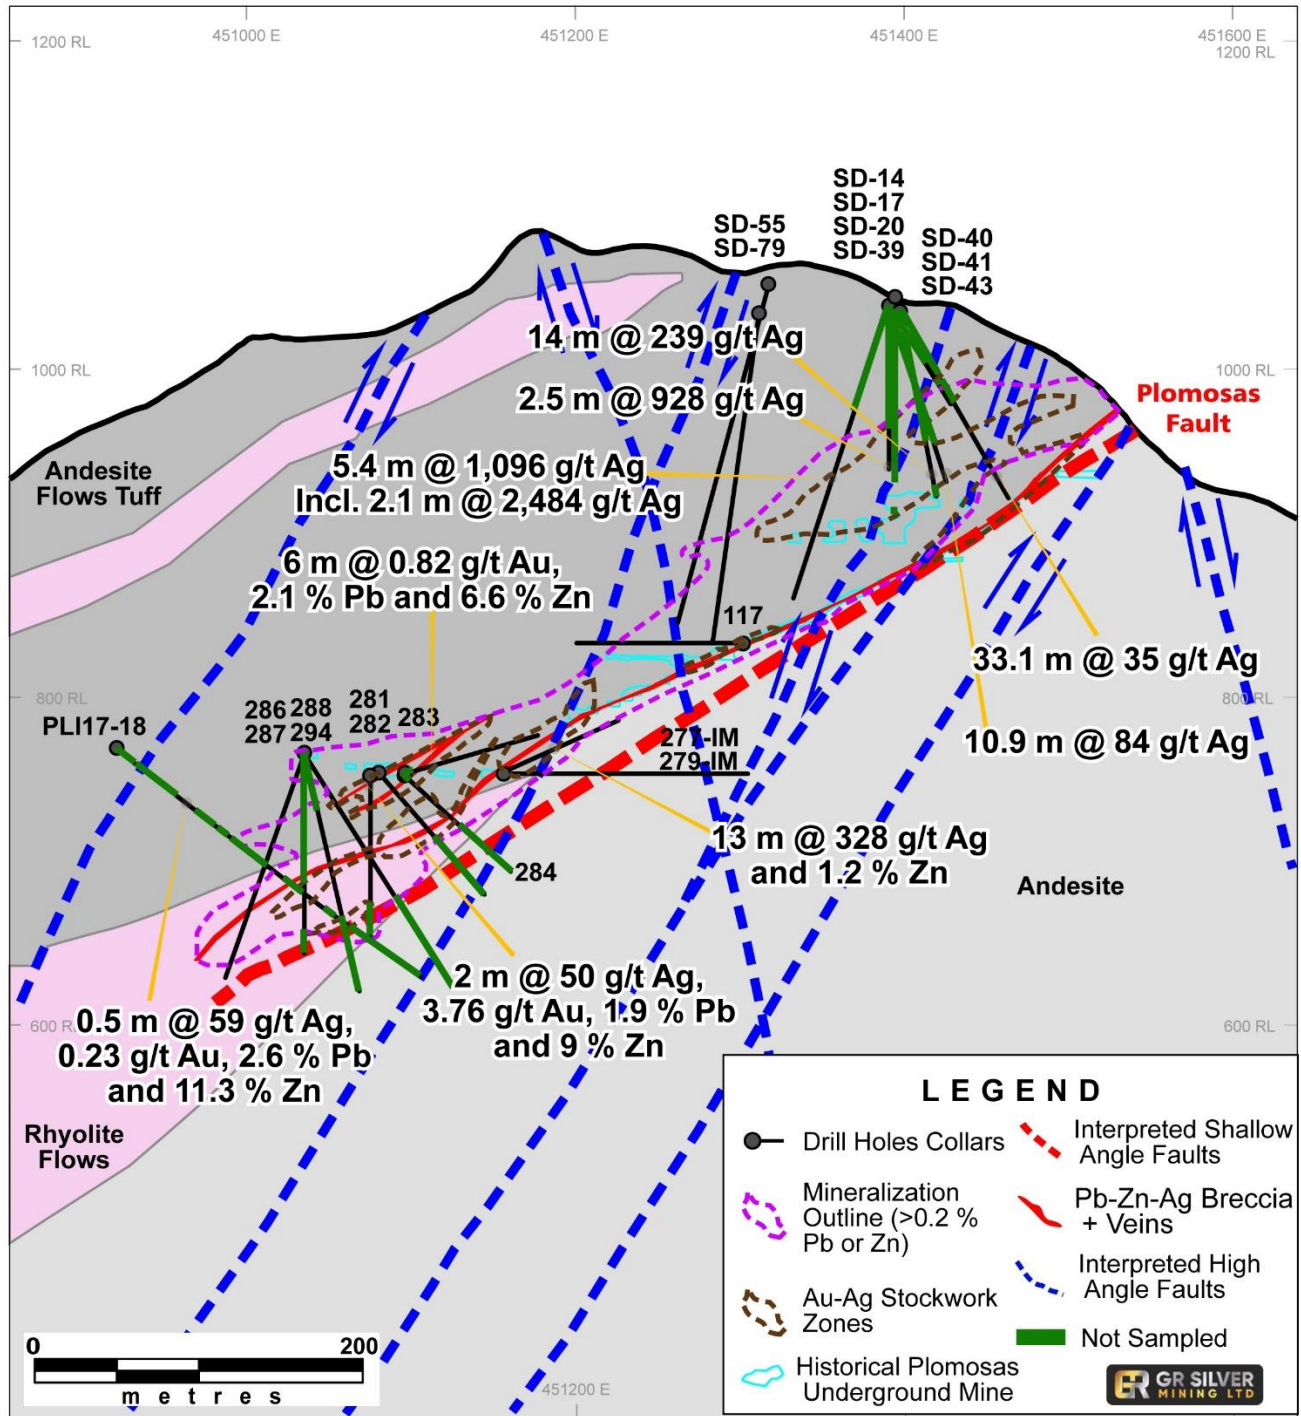 451000 E
451200 E
451400 E
451600 E
1200 RL
1200 RL
SD-14
SD-17
SD-20
SD-39
SD-55
SD-79
SD-40
SD-41
SD-43
14 m @ 239 g/t Ag
1000 RL
1000 RL
2.5 m @ 928 g/t Ag
Plomosas
Fault
5.4 m @ 1,096 g/t Ag
Incl. 2.1 m @ 2,484 g/t Ag
Andesite
Flows Tuff
6 m @ 0.82 g/t Au,
2.1 % Pb and 6.6 % Zn
117
33.1 m @ 35 g/t Ag
800 RL
800 RL
PLI17-18
286 288
287 294
281
282
283
277-IM
279-IM
10.9 m @ 84 g/t Ag
13 m @ 328 g/t Ag
and 1.2 % Zn
284
Andesite
2 m @ 50 g/t Ag,
3.76 g/t Au, 1.9 % Pb
and 9 % Zn
600 RL
600 RL
0.5 m @ 59 g/t Ag,
0.23 g/t Au, 2.6 % Pb
and 11.3 % Zn
Rhyolite
Flows
LEGEND
Drill Holes Collars
Mineralization
Outline (>0.2 %
Pb or Zn)
Au-Ag Stockwork
Zones
Historical Plomosas
Underground Mine
Interpreted Shallow
Angle Faults
Pb-Zn-Ag Breccia
+ Veins
Interpreted High
Angle Faults
Not Sampled
GR SILVER
MINING LTD
0 200
metres
451200 E